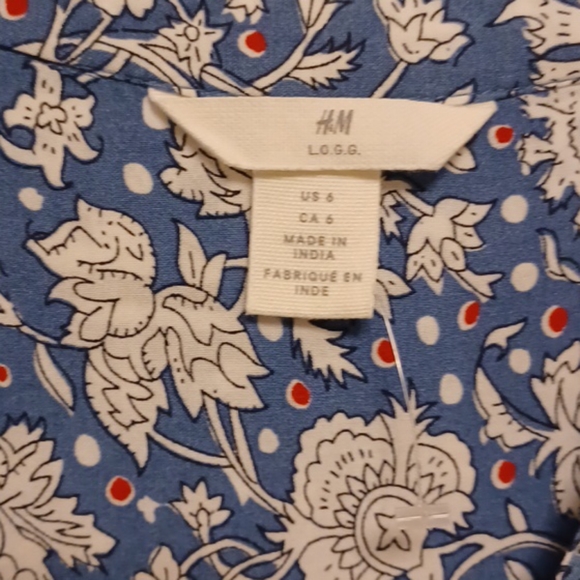 H&M
L.O.G.G.
US 6
CA 6
MADE IN
INDIA
FABRIQUÉ EN
INDE